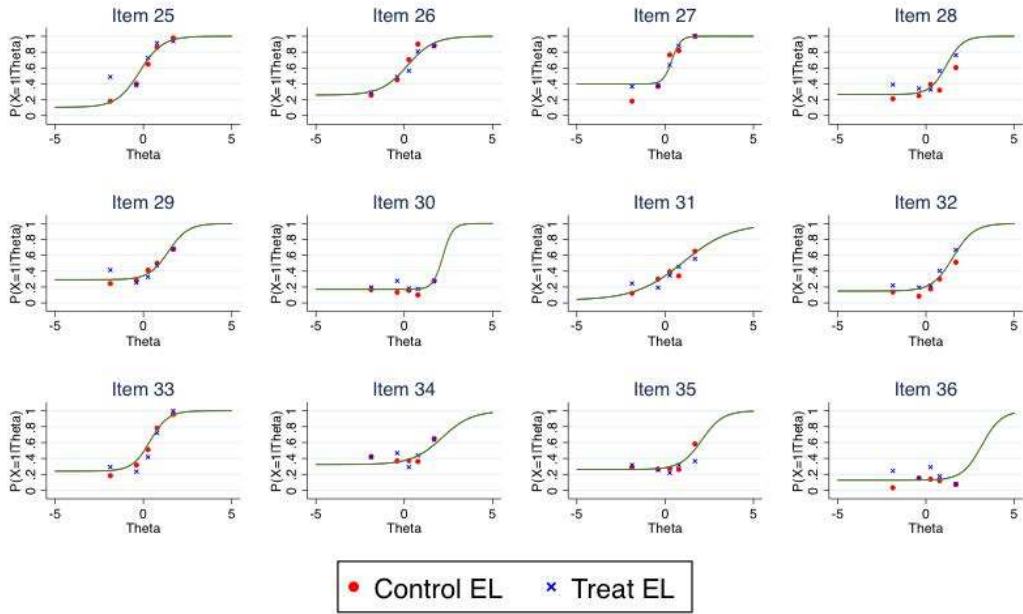 Item 25
Item 26
Item 27
Item 28
P(X=1|Theta)
0 .2 .4 .6 .8 1
-5 0 5
Theta
P(X=1|Theta)
0 .2 .4 .6 .8 1
-5 0 5
Theta
P(X=1|Theta)
0 .2 .4 .6 .8 1
-5 0 5
Theta
P(X=1|Theta)
0 .2 .4 .6 .8 1
-5 0 5
Theta
Item 29
Item 30
Item 31
Item 32
P(X=1|Theta)
0 .2 .4 .6 .8 1
-5 0 5
Theta
P(X=1|Theta)
0 .2 .4 .6 .8 1
-5 0 5
Theta
P(X=1|Theta)
0 .2 .4 .6 .8 1
-5 0 5
Theta
P(X=1|Theta)
0 .2 .4 .6 .8 1
-5 0 5
Theta
Item 33
Item 34
Item 35
Item 36
P(X=1|Theta)
0 .2 .4 .6 .8 1
-5 0 5
Theta
P(X=1|Theta)
0 .2 .4 .6 .8 1
-5 0 5
Theta
P(X=1|Theta)
0 .2 .4 .6 .8 1
-5 0 5
Theta
P(X=1|Theta)
0 .2 .4 .6 .8 1
-5 0 5
Theta
Control EL
Treat EL